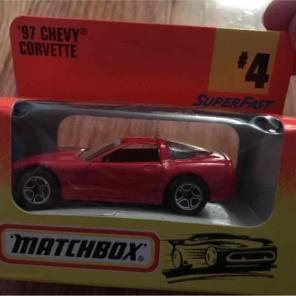 '97 CHEVY
CORVETTE
#4
SUPERFAST
MATCHBOX